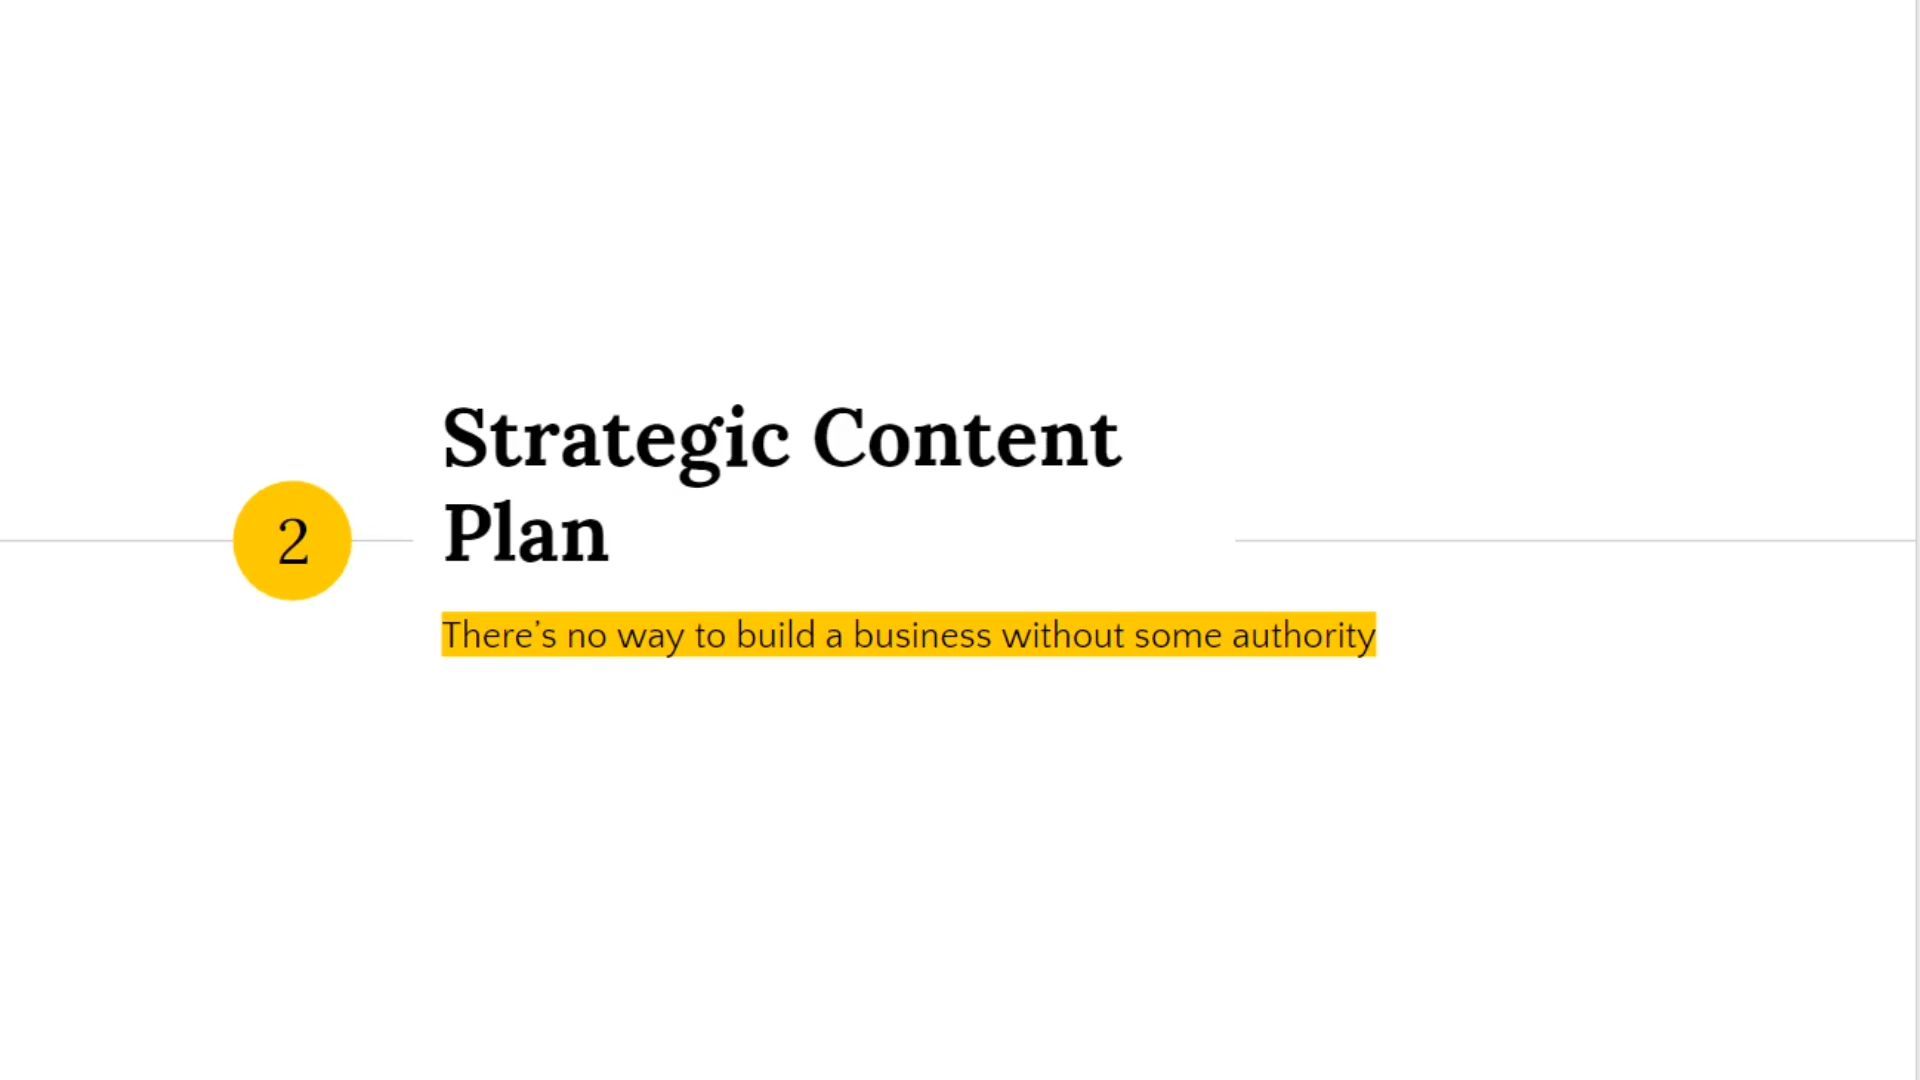 2
Strategic Content
Plan
There’s no way to build a business without some authority